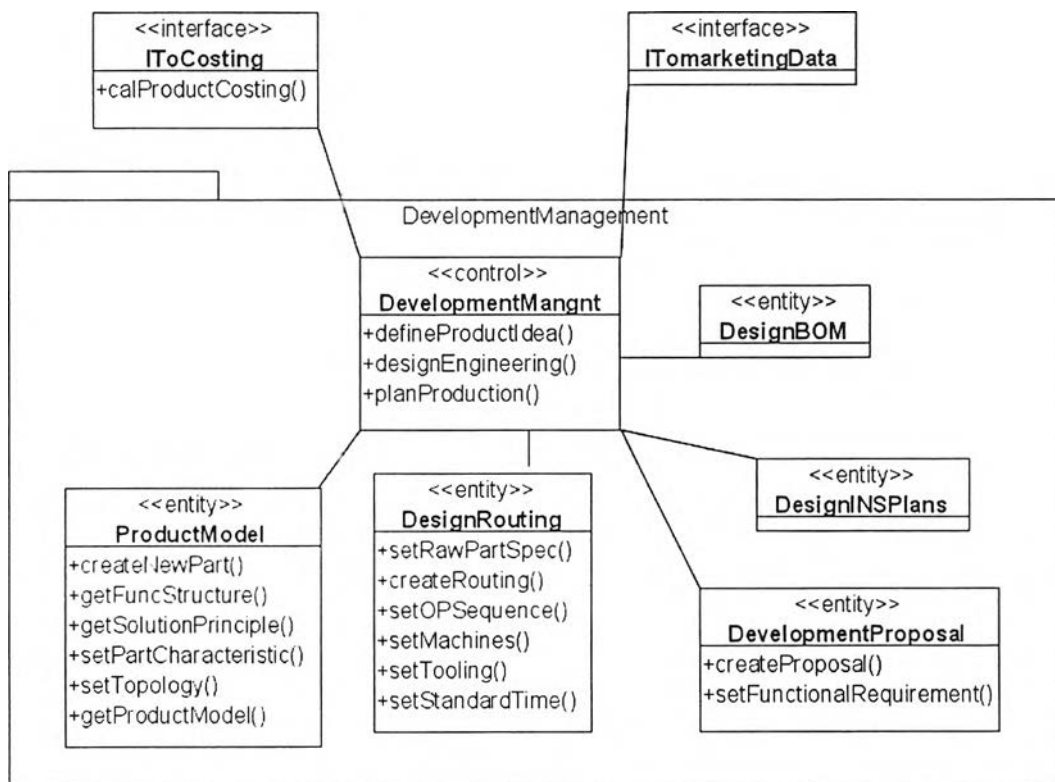 <<interface>>
IToCosting
+calProductCosting()
<<interface>>
ITomarketingData
DevelopmentManagement
<<control>>
DevelopmentMangnt
+defineProductIdea()
+designEngineering()
+planProduction()
<<entity>>
DesignBOM
<<entity>>
ProductModel
+createNewPart()
+getFuncStructure()
+getSolutionPrinciple()
+setPartCharacteristic()
+setTopology()
+getProductModel()
<<entity>>
DesignRouting
+setRawPartSpec()
+createRouting()
+setOPSequence()
+setMachines()
+setTooling()
+setStandardTime()
<<entity>>
DesignINSPlans
<<entity>>
DevelopmentProposal
+createProposal()
+setFunctionalRequirement()